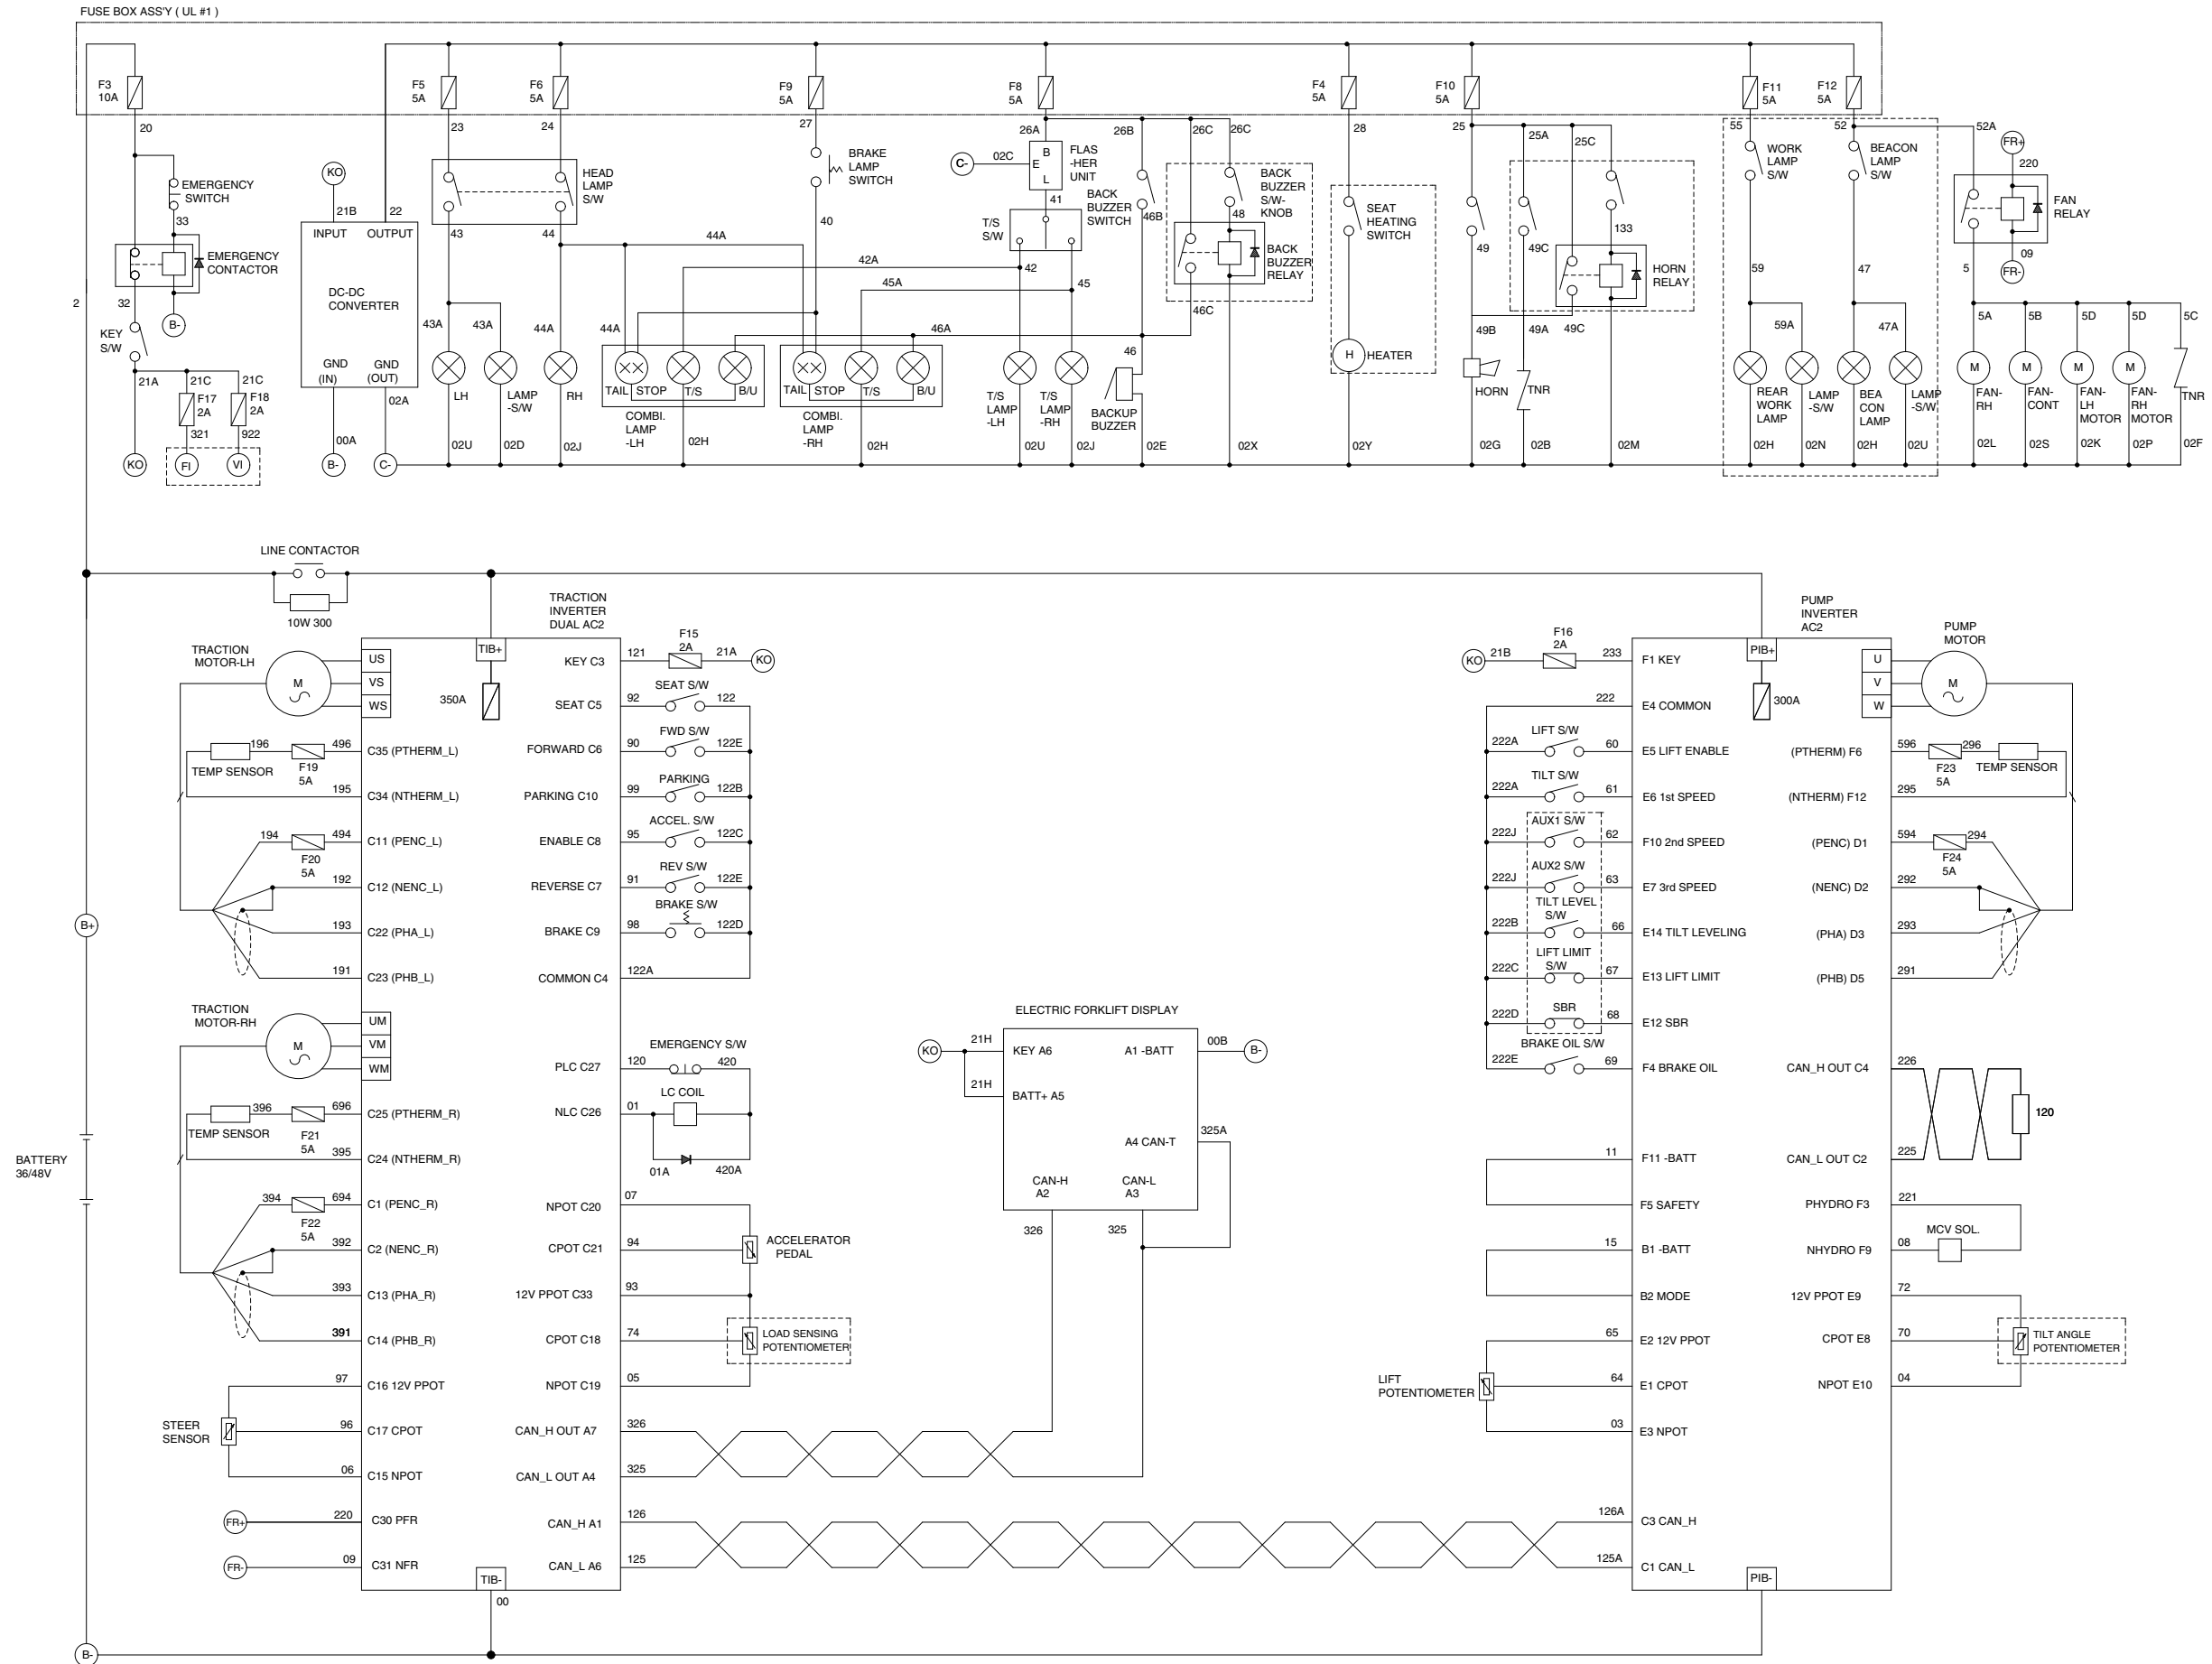 FUSE BOX ASS'Y ( UL #1 )
F3
10A
F5
5A
F6
5A
F9
5A
F8
5A
F4
5A
F10
5A
F11
5A
F12
5A
20
23
24
27
26A
26B
26C
26C
28
25
25A
25C
55
52
52A
FR+
220
EMERGENCY
SWITCH
33
EMERGENCY
CONTACTOR
32
KEY
S/W
B-
2
21A
21C
F17
2A
321
21C
F18
2A
922
KO
FI
VI
KO
21B
22
INPUT
OUTPUT
DC-DC
CONVERTER
GND
(IN)
GND
(OUT)
00A
02A
B-
C-
HEAD
LAMP
S/W
43
44
44A
43A
43A
44A
LH
LAMP
-S/W
RH
02U
02D
02J
BRAKE
LAMP
SWITCH
40
42A
45A
46A
44A
44A
TAIL
STOP
T/S
B/U
COMBI.
LAMP
-LH
02H
TAIL
STOP
T/S
B/U
COMBI.
LAMP
-RH
02H
C-
02C
B
E
L
FLAS
-HER
UNIT
41
T/S
S/W
42
45
T/S
LAMP
-LH
T/S
LAMP
-RH
02U
02J
BACK
BUZZER
SWITCH
46B
46
BACKUP
BUZZER
02E
BACK
BUZZER
S/W-
KNOB
48
BACK
BUZZER
RELAY
46C
02X
SEAT
HEATING
SWITCH
H
HEATER
02Y
49
49C
133
HORN
RELAY
49B
49A
49C
HORN
TNR
02G
02B
02M
WORK
LAMP
S/W
BEACON
LAMP
S/W
59
47
59A
47A
REAR
WORK
LAMP
LAMP
-S/W
BEA
CON
LAMP
LAMP
-S/W
02H
02N
02H
02U
FAN
RELAY
09
FR-
5
5A
5B
5D
5D
5C
M
M
M
M
FAN-
RH
FAN-
CONT
FAN-
LH
MOTOR
FAN-
RH
MOTOR
TNR
02L
02S
02K
02P
02F
LINE CONTACTOR
10W 300
B+
BATTERY
36/48V
B-
TRACTION
INVERTER
DUAL AC2
TIB+
350A
TRACTION
MOTOR-LH
M
US
VS
WS
196
496
F19
5A
TEMP SENSOR
195
C35 (PTHERM_L)
C34 (NTHERM_L)
194
494
F20
5A
192
193
191
C11 (PENC_L)
C12 (NENC_L)
C22 (PHA_L)
C23 (PHB_L)
TRACTION
MOTOR-RH
M
UM
VM
WM
396
696
F21
5A
TEMP SENSOR
395
C25 (PTHERM_R)
C24 (NTHERM_R)
394
694
F22
5A
392
393
391
C1 (PENC_R)
C2 (NENC_R)
C13 (PHA_R)
C14 (PHB_R)
97
96
06
STEER
SENSOR
C16 12V PPOT
C17 CPOT
C15 NPOT
FR+
220
C30 PFR
FR-
09
C31 NFR
TIB-
00
KEY C3
121
F15
2A
21A
KO
SEAT C5
92
SEAT S/W
122
FORWARD C6
90
FWD S/W
122E
PARKING C10
99
PARKING
122B
ENABLE C8
95
ACCEL. S/W
122C
REVERSE C7
91
REV S/W
122E
BRAKE C9
98
BRAKE S/W
122D
COMMON C4
122A
PLC C27
120
EMERGENCY S/W
420
NLC C26
01
LC COIL
01A
420A
NPOT C20
07
CPOT C21
94
ACCELERATOR
PEDAL
12V PPOT C33
93
CPOT C18
74
LOAD SENSING
POTENTIOMETER
NPOT C19
05
CAN_H OUT A7
326
CAN_L OUT A4
325
CAN_H A1
126
CAN_L A6
125
ELECTRIC FORKLIFT DISPLAY
KO
21H
21H
KEY A6
BATT+ A5
A1 -BATT
00B
B-
A4 CAN-T
325A
CAN-H
A2
CAN-L
A3
326
325
PUMP
INVERTER
AC2
PIB+
300A
PUMP
MOTOR
M
U
V
W
KO
21B
F16
2A
233
F1 KEY
222
E4 COMMON
222A
LIFT S/W
60
E5 LIFT ENABLE
222A
TILT S/W
61
E6 1st SPEED
222J
AUX1 S/W
62
F10 2nd SPEED
222J
AUX2 S/W
63
E7 3rd SPEED
222B
TILT LEVEL
S/W
66
E14 TILT LEVELING
222C
LIFT LIMIT
S/W
67
E13 LIFT LIMIT
222D
SBR
68
E12 SBR
222E
BRAKE OIL S/W
69
F4 BRAKE OIL
11
F11 -BATT
F5 SAFETY
15
B1 -BATT
B2 MODE
65
E2 12V PPOT
64
E1 CPOT
LIFT
POTENTIOMETER
03
E3 NPOT
126A
C3 CAN_H
125A
C1 CAN_L
PIB-
(PTHERM) F6
596
F23
5A
296
TEMP SENSOR
(NTHERM) F12
295
(PENC) D1
594
F24
5A
294
(NENC) D2
292
(PHA) D3
293
(PHB) D5
291
CAN_H OUT C4
226
120
CAN_L OUT C2
225
PHYDRO F3
221
MCV SOL.
NHYDRO F9
08
12V PPOT E9
72
CPOT E8
70
TILT ANGLE
POTENTIOMETER
NPOT E10
04